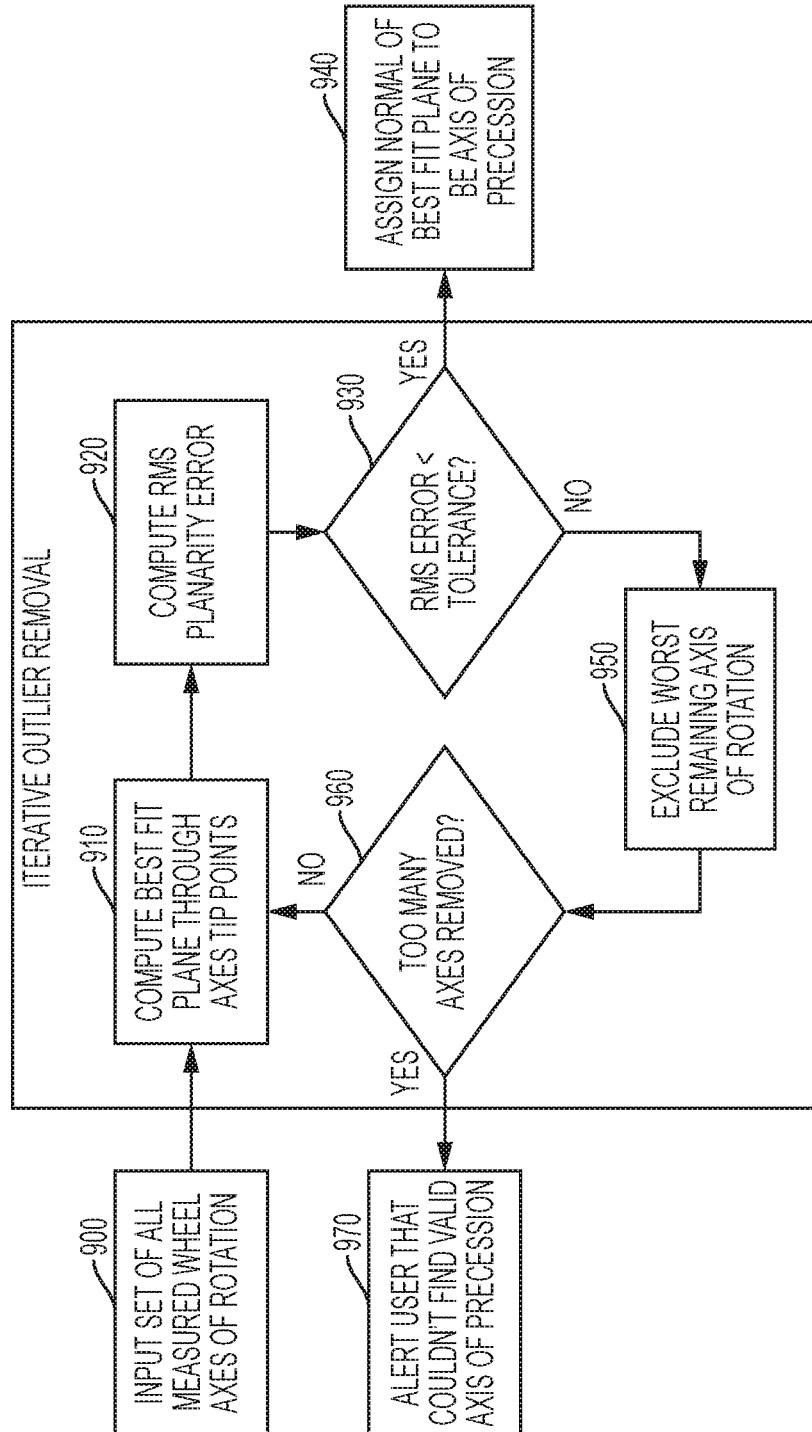 ITERATIVE OUTLIER REMOVAL
900
INPUT SET OF ALL
MEASURED WHEEL
AXES OF ROTATION
910
COMPUTE BEST FIT
PLANE THROUGH
AXES TIP POINTS
920
COMPUTE RMS
PLANARITY ERROR
930
RMS ERROR <
TOLERANCE?
YES
NO
940
ASSIGN NORMAL OF
BEST FIT PLANE TO
BE AXIS OF
PRECESSION
950
EXCLUDE WORST
REMAINING AXIS
OF ROTATION
960
TOO MANY
AXES REMOVED?
NO
YES
970
ALERT USER THAT
COULDN'T FIND VALID
AXIS OF PRECESSION